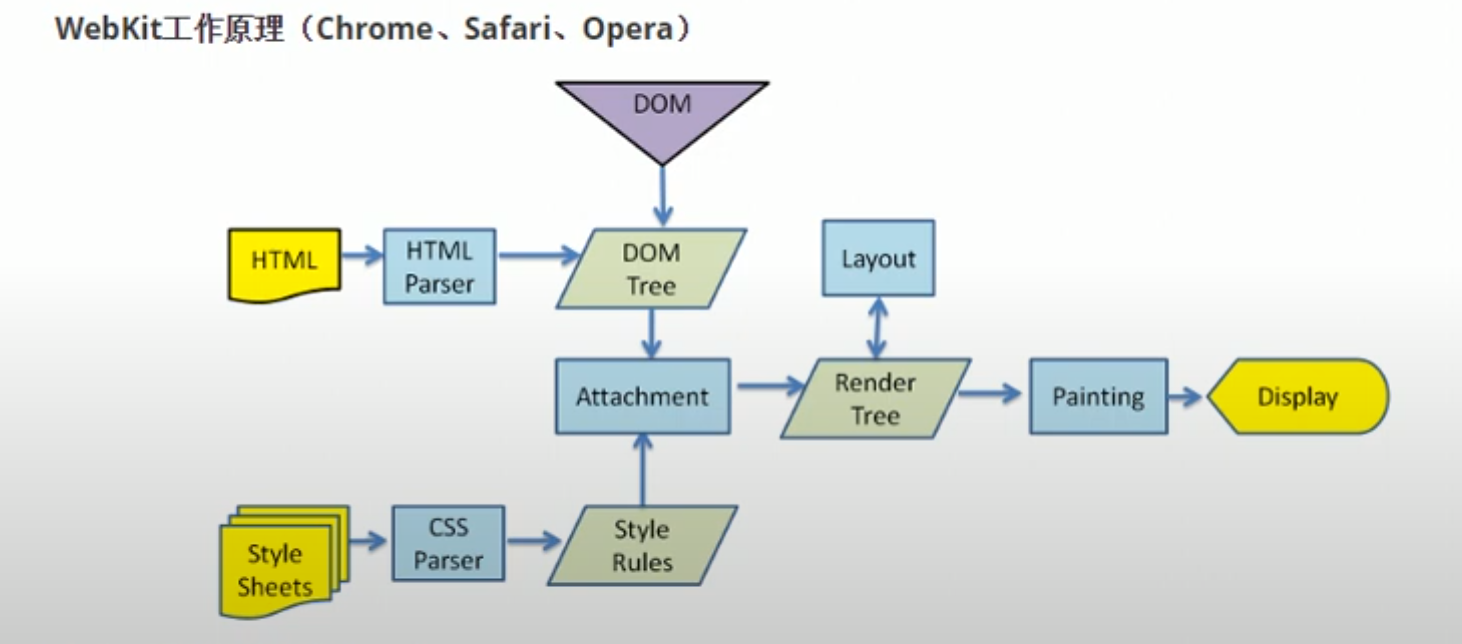 WebKit工作原理（Chrome、Safari、Opera）
DOM
HTML
HTML
Parser
DOM
Tree
Layout
Attachment
Render
Tree
Painting
Display
Style
Sheets
CSS
Parser
Style
Rules